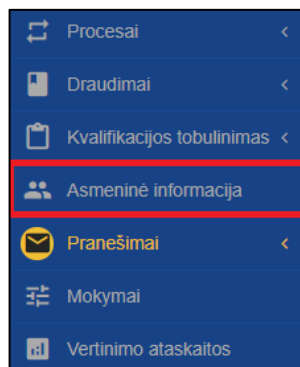 Procesai
Draudimai
Kvalifikacijos tobulinimas
Asmeninė informacija
Pranešimai
Mokymai
Vertinimo ataskaitos